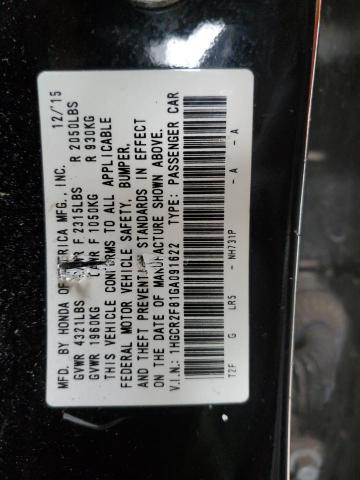 MFD. BY HONDA OF AMERICA MFG., INC. 12/15
GVWR 4321LBS GAWR F 2315LBS R 2050LBS
GVWR 1960KG GAWR F 1050KG R 930KG
THIS VEHICLE CONFORMS TO ALL APPLICABLE
FEDERAL MOTOR VEHICLE SAFETY, BUMPER,
AND THEFT PREVENTION STANDARDS IN EFFECT
ON THE DATE OF MANUFACTURE SHOWN ABOVE.
V.I.N.: 1HGCR2F81GA091622 TYPE: PASSENGER CAR
T2F G LR5 NH731P - A - A